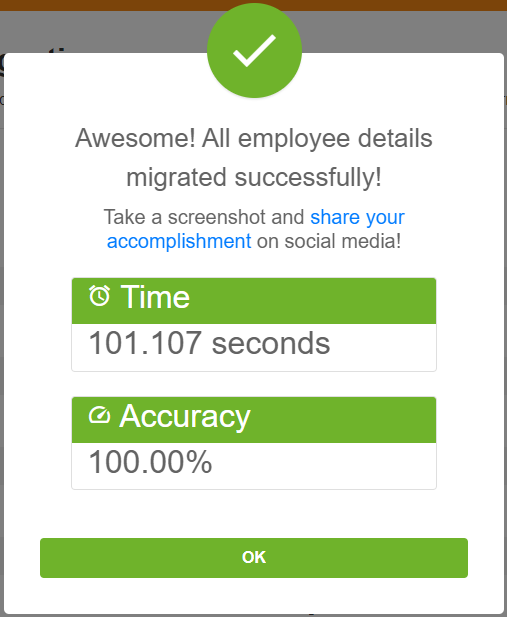 Awesome! All employee details
migrated successfully!
Take a screenshot and share your
accomplishment on social media!
Time
101.107 seconds
Accuracy
100.00%
OK